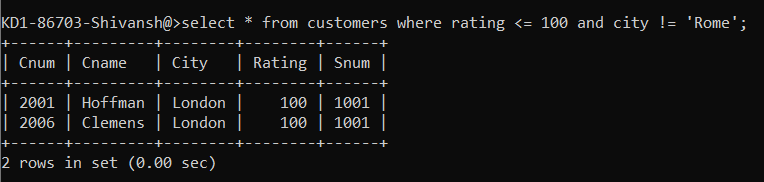 KD1-86703-Shivansh@>select * from customers where rating <= 100 and city != 'Rome';
+------+---------+--------+--------+------+
| Cnum | Cname   | City   | Rating | Snum |
+------+---------+--------+--------+------+
| 2001 | Hoffman | London |    100 | 1001 |
| 2006 | Clemens | London |    100 | 1001 |
+------+---------+--------+--------+------+
2 rows in set (0.00 sec)